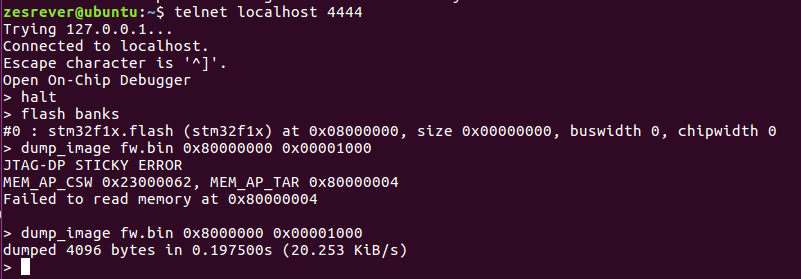 zesrever@ubuntu:~$ telnet localhost 4444
Trying 127.0.0.1...
Connected to localhost.
Escape character is '^]'.
Open On-Chip Debugger
> halt
> flash banks
#0 : stm32f1x.flash (stm32f1x) at 0x08000000, size 0x00000000, buswidth 0, chipwidth 0
> dump_image fw.bin 0x80000000 0x00001000
JTAG-DP STICKY ERROR
MEM_AP_CSW 0x23000062, MEM_AP_TAR 0x80000004
Failed to read memory at 0x80000004
> dump_image fw.bin 0x8000000 0x00001000
dumped 4096 bytes in 0.197500s (20.253 KiB/s)
>